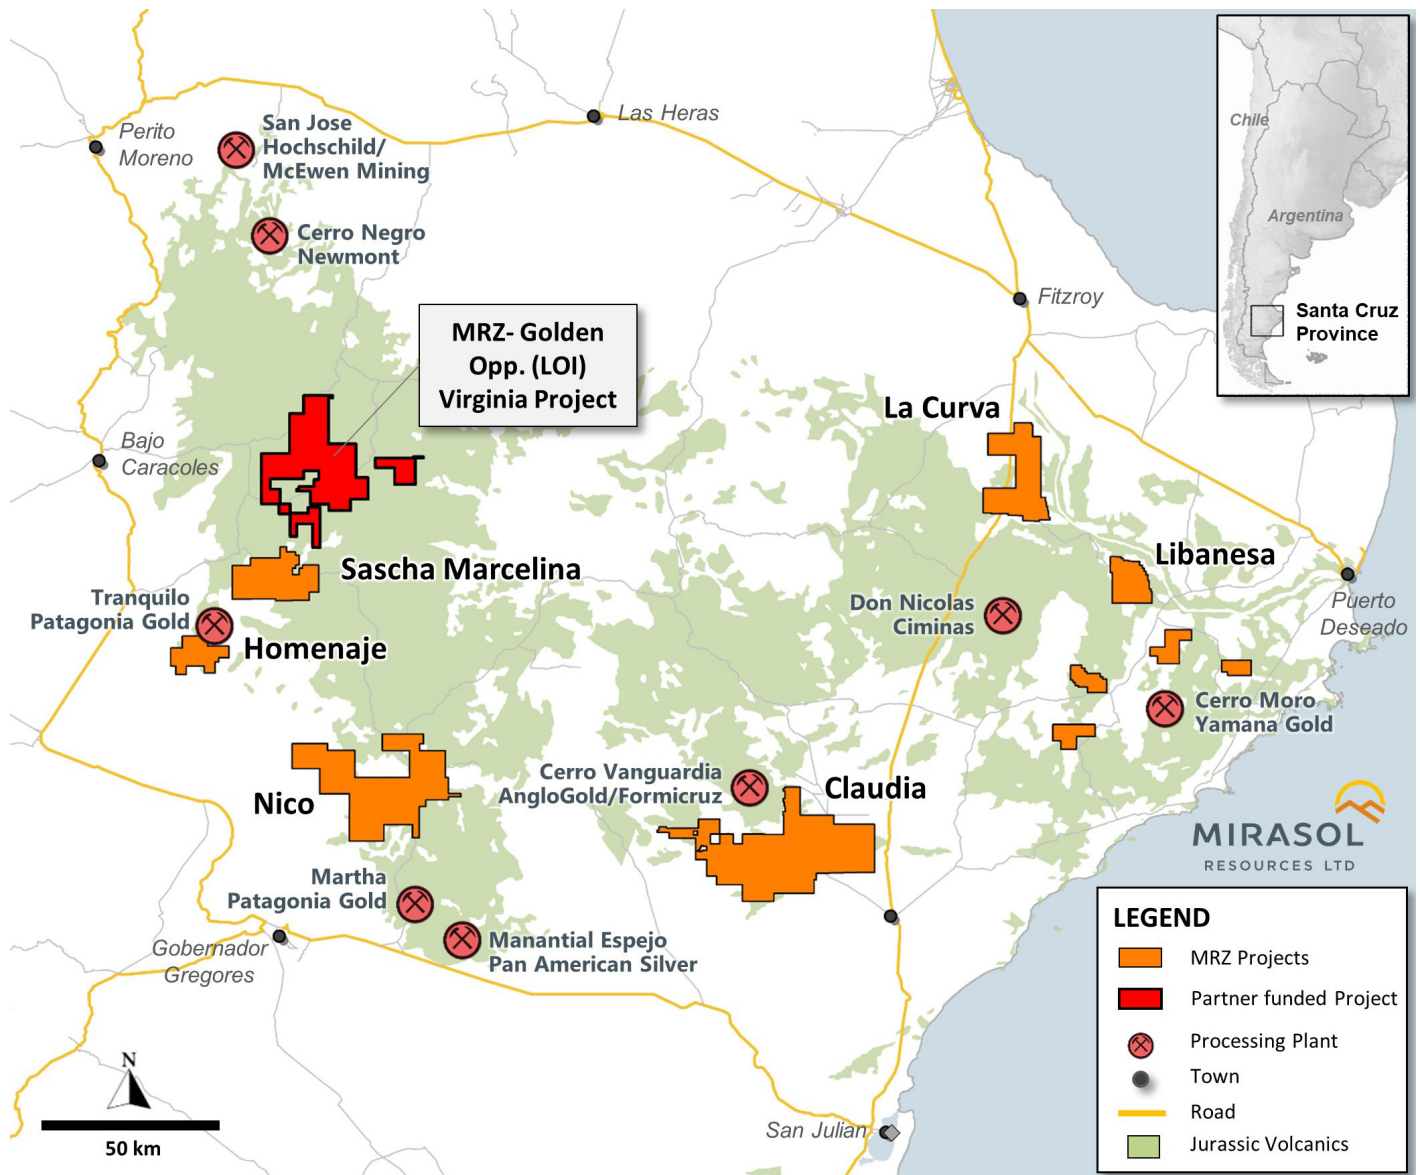 Perito
Moreno
San Jose
Hochschild/
McEwen Mining
Las Heras
Chile
Argentina
Santa Cruz
Province
Cerro Negro
Newmont
Fitzroy
MRZ- Golden
Opp. (LOI)
Virginia Project
Bajo
Caracoles
La Curva
Sascha Marcelina
Libanesa
Tranquilo
Patagonia Gold
Homenaje
Don Nicolas
Ciminas
Puerto
Deseado
Cerro Moro
Yamana Gold
Nico
Cerro Vanguardia
AngloGold/Formicruz
Claudia
MIRASOL
RESOURCES LTD
Martha
Patagonia Gold
Manantial Espejo
Pan American Silver
Gobernador
Gregores
San Julian
N
50 km
LEGEND
MRZ Projects
Partner funded Project
Processing Plant
Town
Road
Jurassic Volcanics